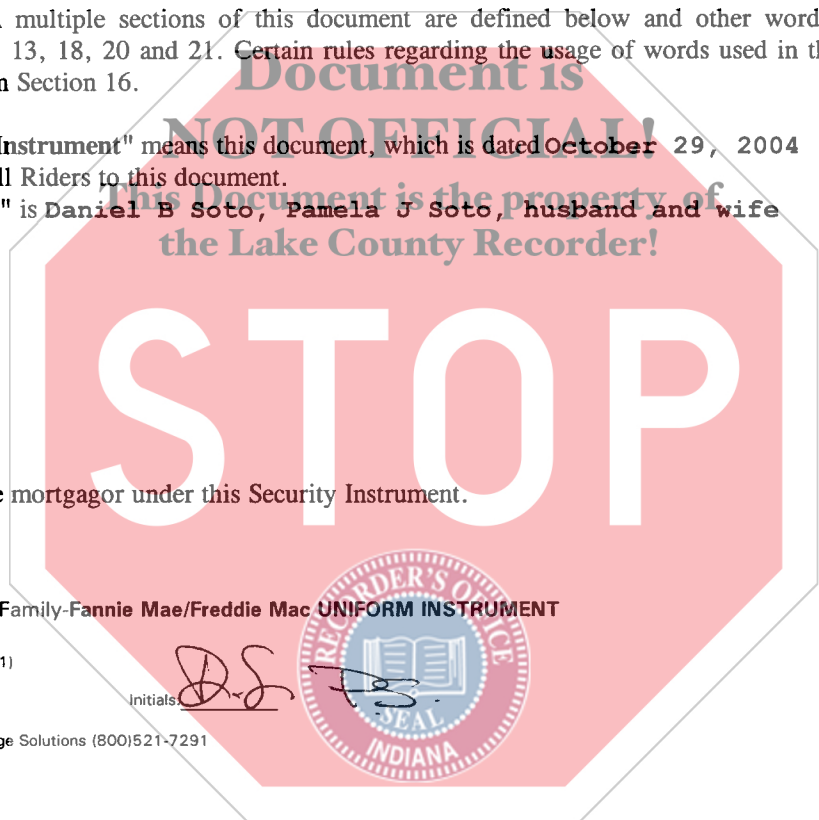 multiple sections of this document are defined below and other word
13, 18, 20 and 21. Certain rules regarding the usage of words used in th
n Section 16.
Document is
NOT OFFICIAL!
This Document is the property of
the Lake County Recorder!
Instrument" means this document, which is dated October 29, 2004
ll Riders to this document.
" is Daniel B Soto, Pamela J Soto, husband and wife
STOP
e mortgagor under this Security Instrument.
Family-Fannie Mae/Freddie Mac UNIFORM INSTRUMENT
1)
Initials:
ge Solutions (800)521-7291
RECORDER'S OFFICE
SEAL
INDIANA